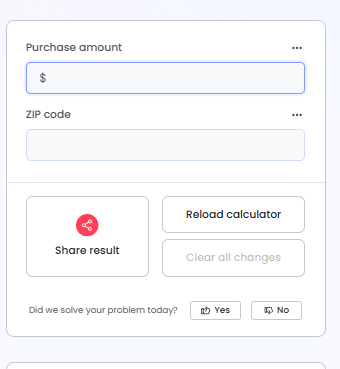 Purchase amount ...
$
ZIP code ...
Share result
Reload calculator
Clear all changes
Did we solve your problem today? Yes No